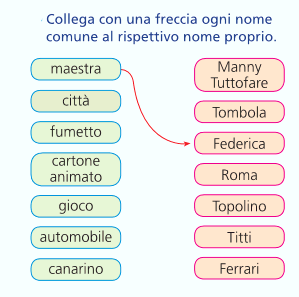 Collega con una freccia ogni nome
comune al rispettivo nome proprio.
maestra
città
fumetto
cartone
animato
gioco
automobile
canarino
Manny
Tuttofare
Tombola
Federica
Roma
Topolino
Titti
Ferrari